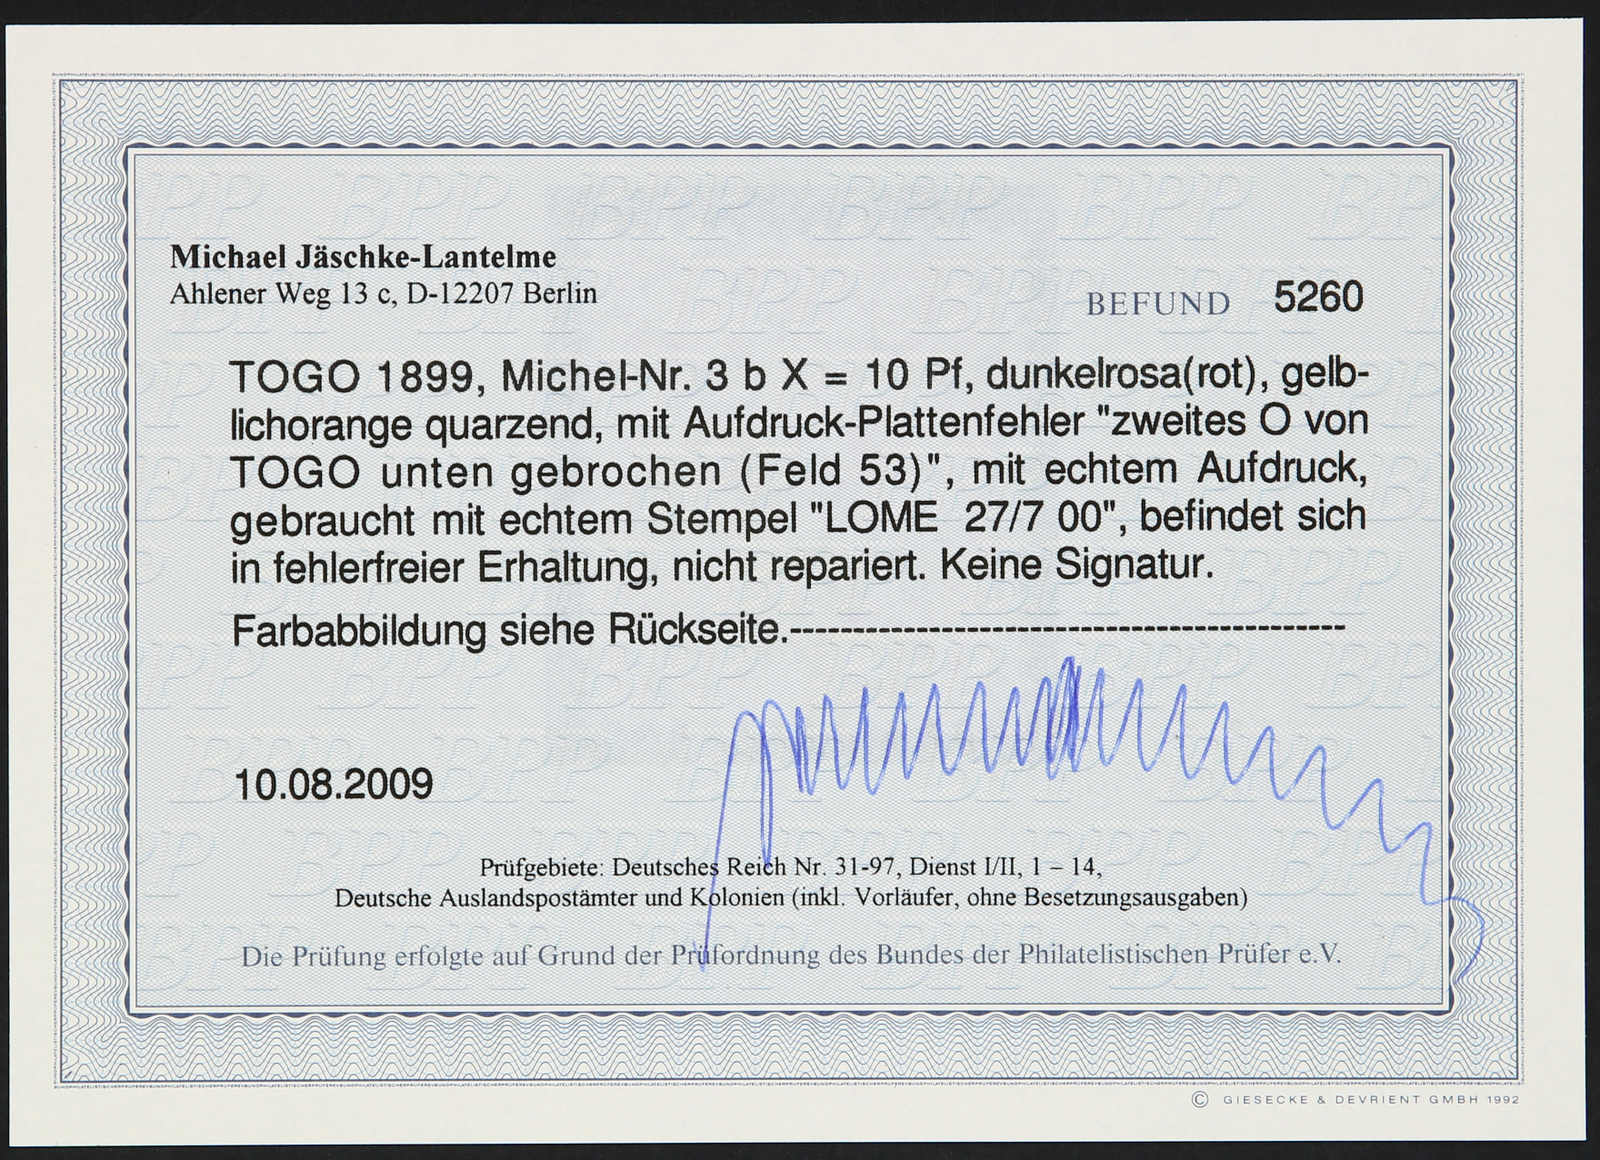 Michael Jäschke-Lantelme
Ahlener Weg 13 c, D-12207 Berlin
BEFUND 5260
TOGO 1899, Michel-Nr. 3 b X = 10 Pf, dunkelrosa(rot), gelb-
lichorange quarzend, mit Aufdruck-Plattenfehler "zweites O von
TOGO unten gebrochen (Feld 53)", mit echtem Aufdruck,
gebraucht mit echtem Stempel "LOME 27/7 00", befindet sich
in fehlerfreier Erhaltung, nicht repariert. Keine Signatur.
Farbabbildung siehe Rückseite.--------------------------------------------
10.08.2009
Prüfgebiete: Deutsches Reich Nr. 31-97, Dienst I/II, 1 – 14,
Deutsche Auslandspostämter und Kolonien (inkl. Vorläufer, ohne Besetzungsausgaben)
Die Prüfung erfolgte auf Grund der Prüfordnung des Bundes der Philatelistischen Prüfer e.V.
© GIESECKE & DEVRIENT GMBH 1992